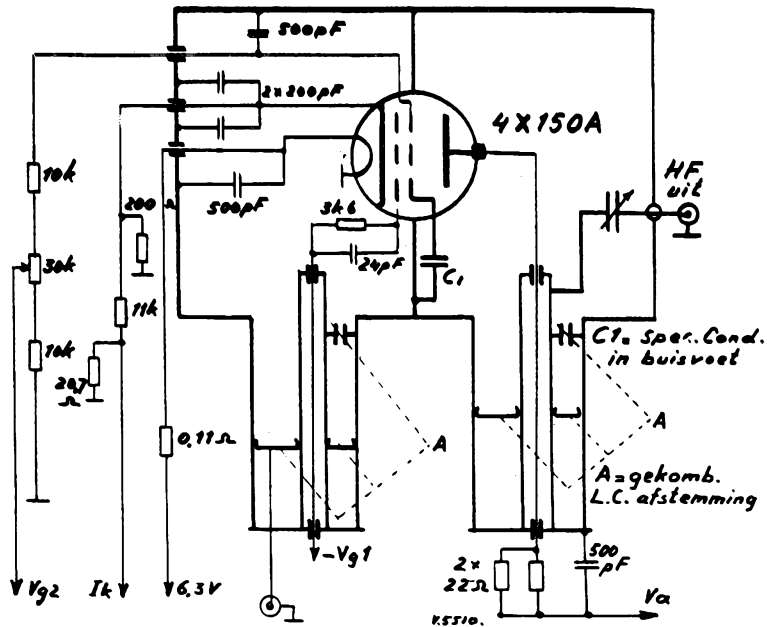 500pF
2x200pF
4X150A
HF
uit
10k
200
Ω
500pF
3k6
24pF
C1
30k
11k
10k
20,7
Ω
0,11Ω
C1= Sper. Cond.
in buisvoet
A
A
A=gekomb.
L.C. afstemming
-Vg1
Vg2
Ik
6,3V
2x
22Ω
500
pF
Va
V.5510.